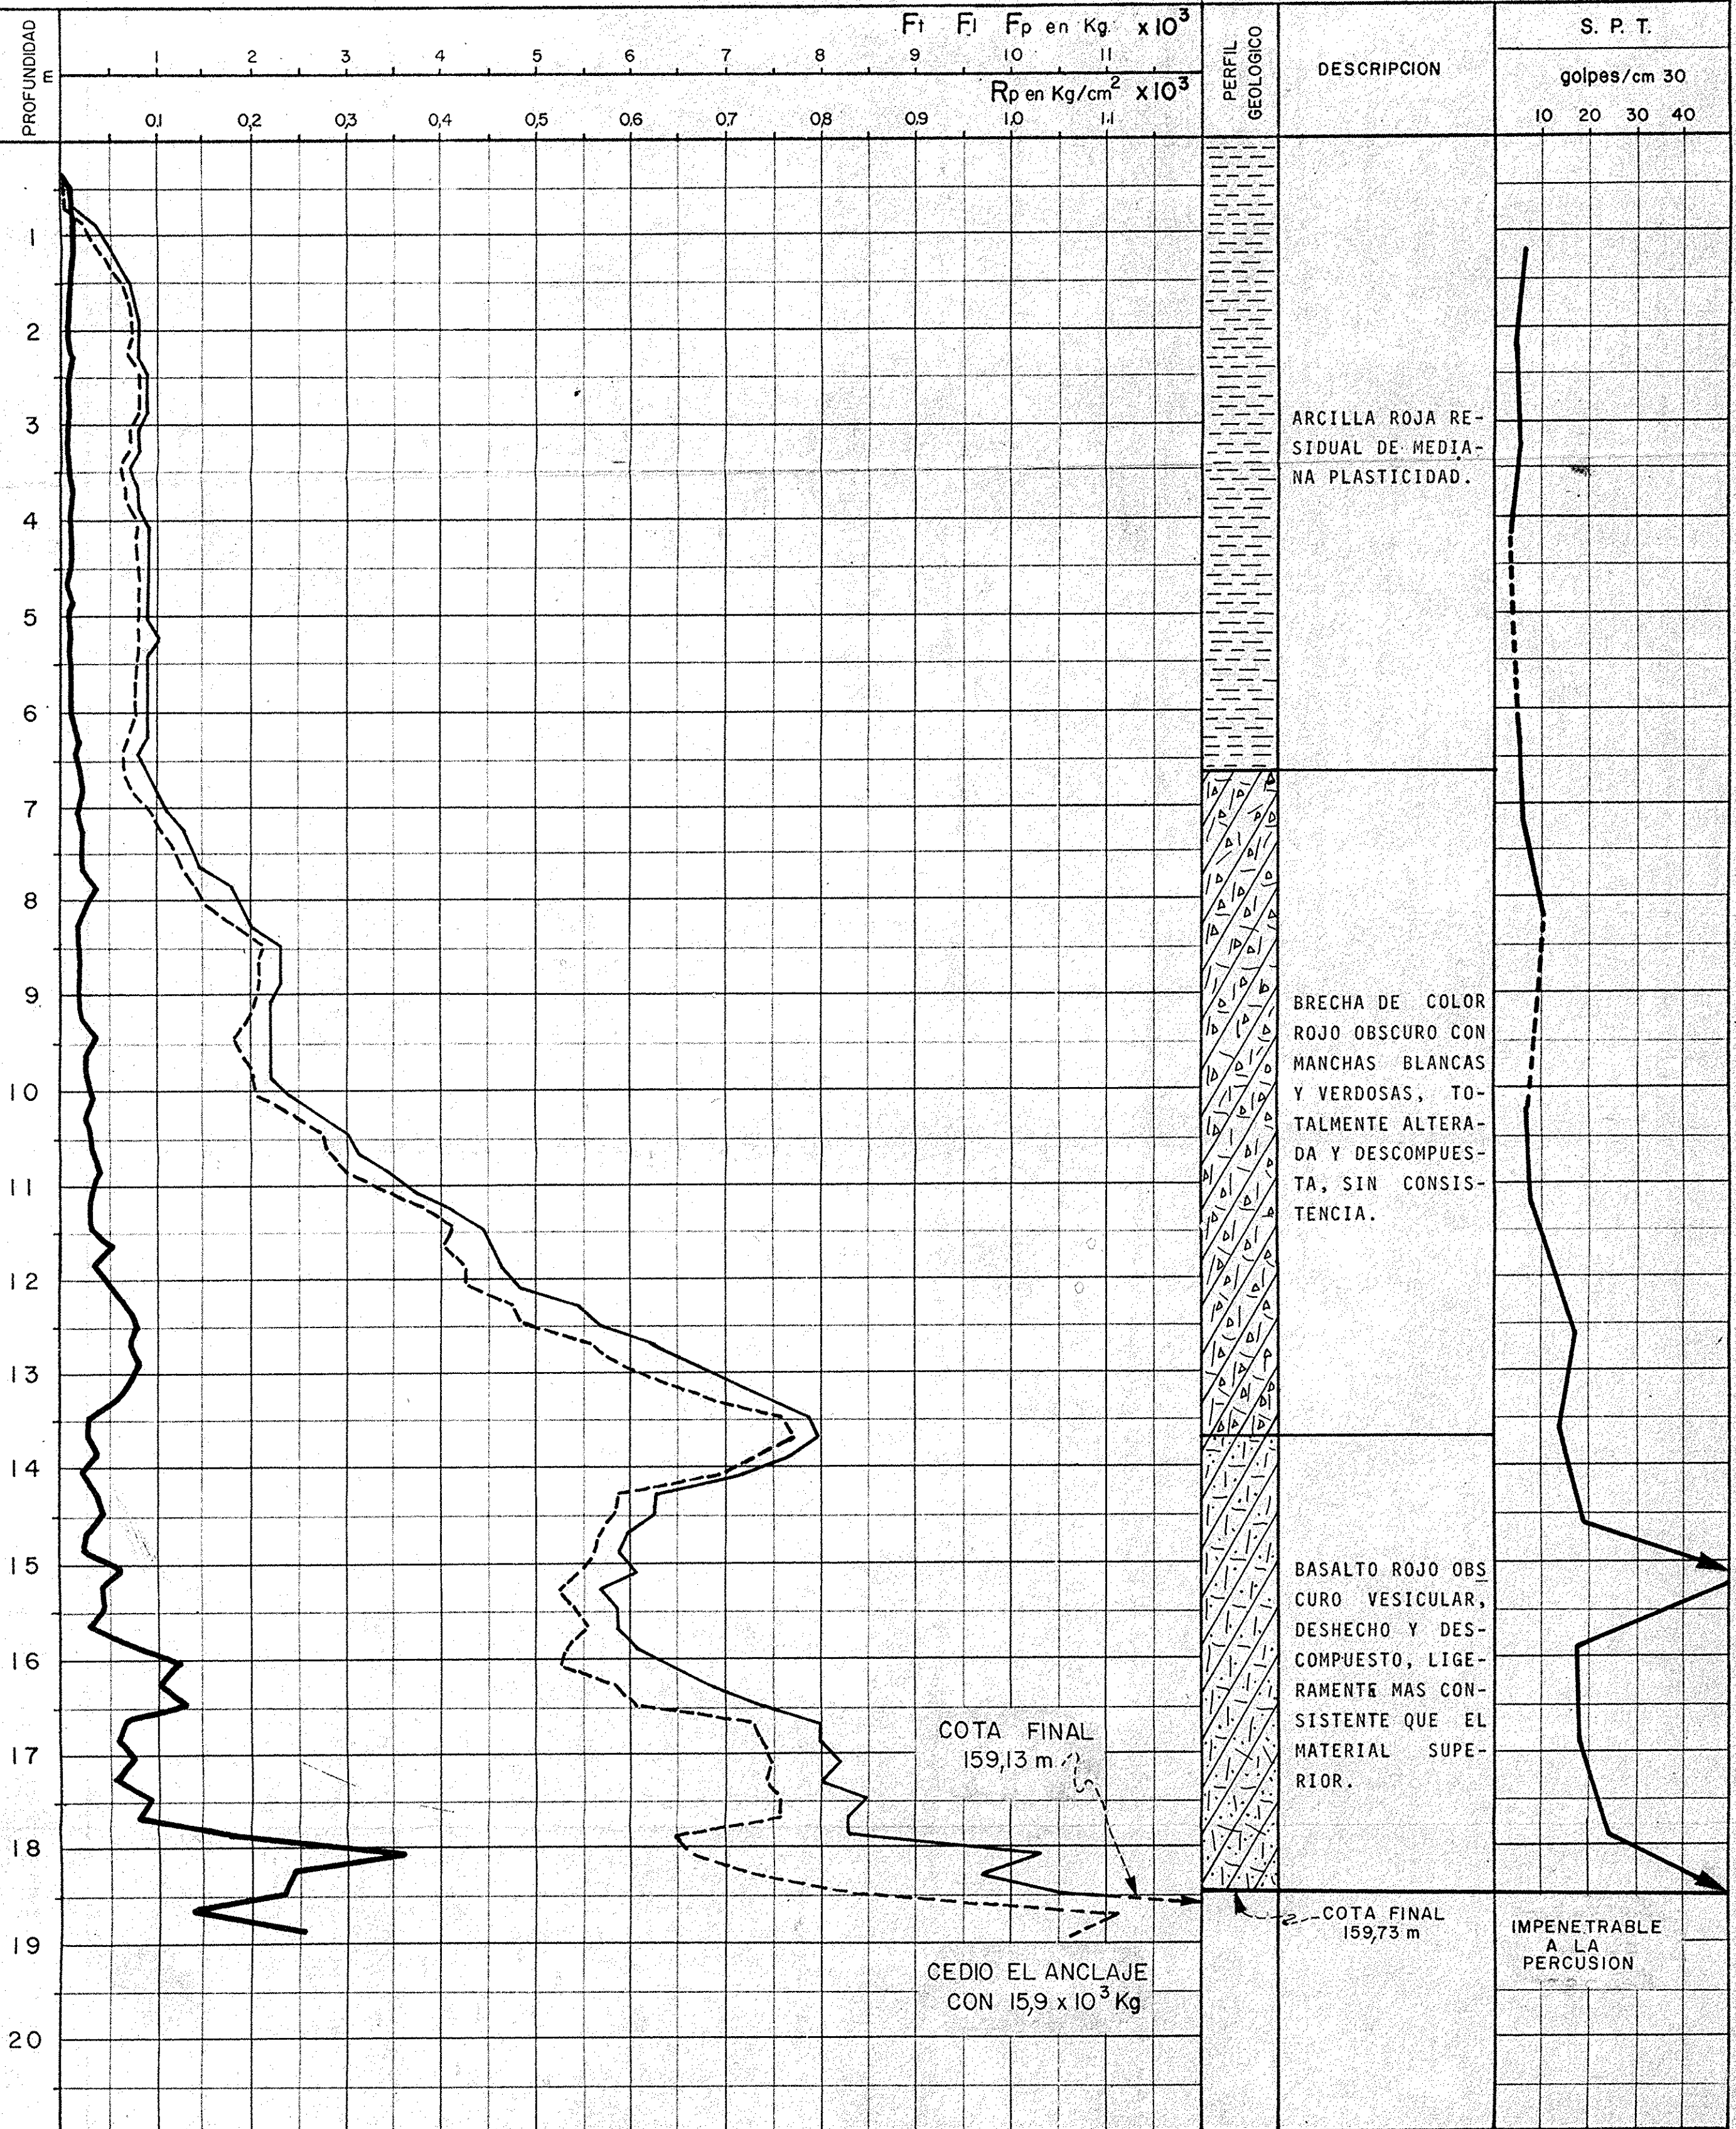 PROFUNDIDAD
E
Ft Fl Fp en Kg. x10³
1 2 3 4 5 6 7 8 9 10 11
Rp en Kg/cm² x10³
0,1 0,2 0,3 0,4 0,5 0,6 0,7 0,8 0,9 1,0 1,1
PERFIL
GEOLOGICO
DESCRIPCION
S. P. T.
golpes/cm 30
10 20 30 40
1
2
3
4
5
6
7
8
9
10
11
12
13
14
15
16
17
18
19
20
ARCILLA ROJA RE-
SIDUAL DE MEDIA-
NA PLASTICIDAD.
BRECHA DE COLOR
ROJO OBSCURO CON
MANCHAS BLANCAS
Y VERDOSAS, TO-
TALMENTE ALTERA-
DA Y DESCOMPUES-
TA, SIN CONSIS-
TENCIA.
BASALTO ROJO OBS
CURO VESICULAR,
DESHECHO Y DES-
COMPUESTO, LIGE-
RAMENTE MAS CON-
SISTENTE QUE EL
MATERIAL SUPE-
RIOR.
COTA FINAL
159,13 m
CEDIO EL ANCLAJE
CON 15,9 x 10³ Kg
COTA FINAL
159,73 m
IMPENETRABLE
A LA
PERCUSION